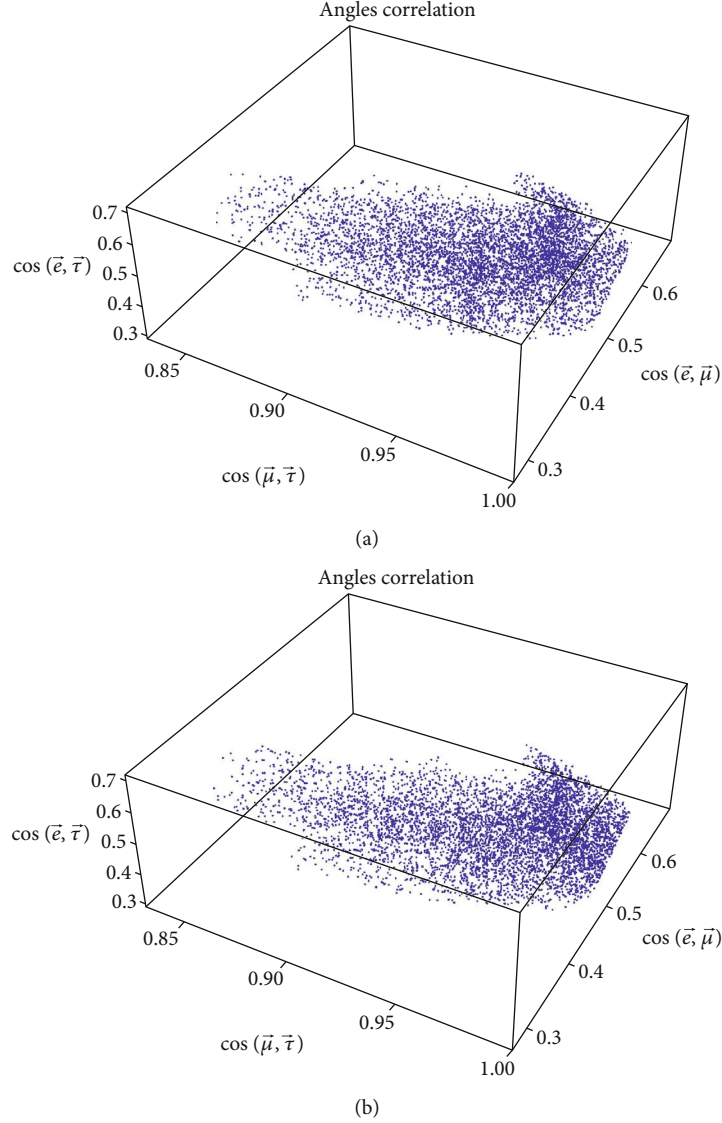 Angles correlation
0.7
0.6
cos (e⃗, τ⃗) 0.5
0.4
0.3
0.85
0.90
0.95
1.00
cos (μ⃗, τ⃗)
0.6
0.5
cos (e⃗, μ⃗)
0.4
0.3
(a)
Angles correlation
0.7
0.6
cos (e⃗, τ⃗) 0.5
0.4
0.3
0.85
0.90
0.95
1.00
cos (μ⃗, τ⃗)
0.6
0.5
cos (e⃗, μ⃗)
0.4
0.3
(b)